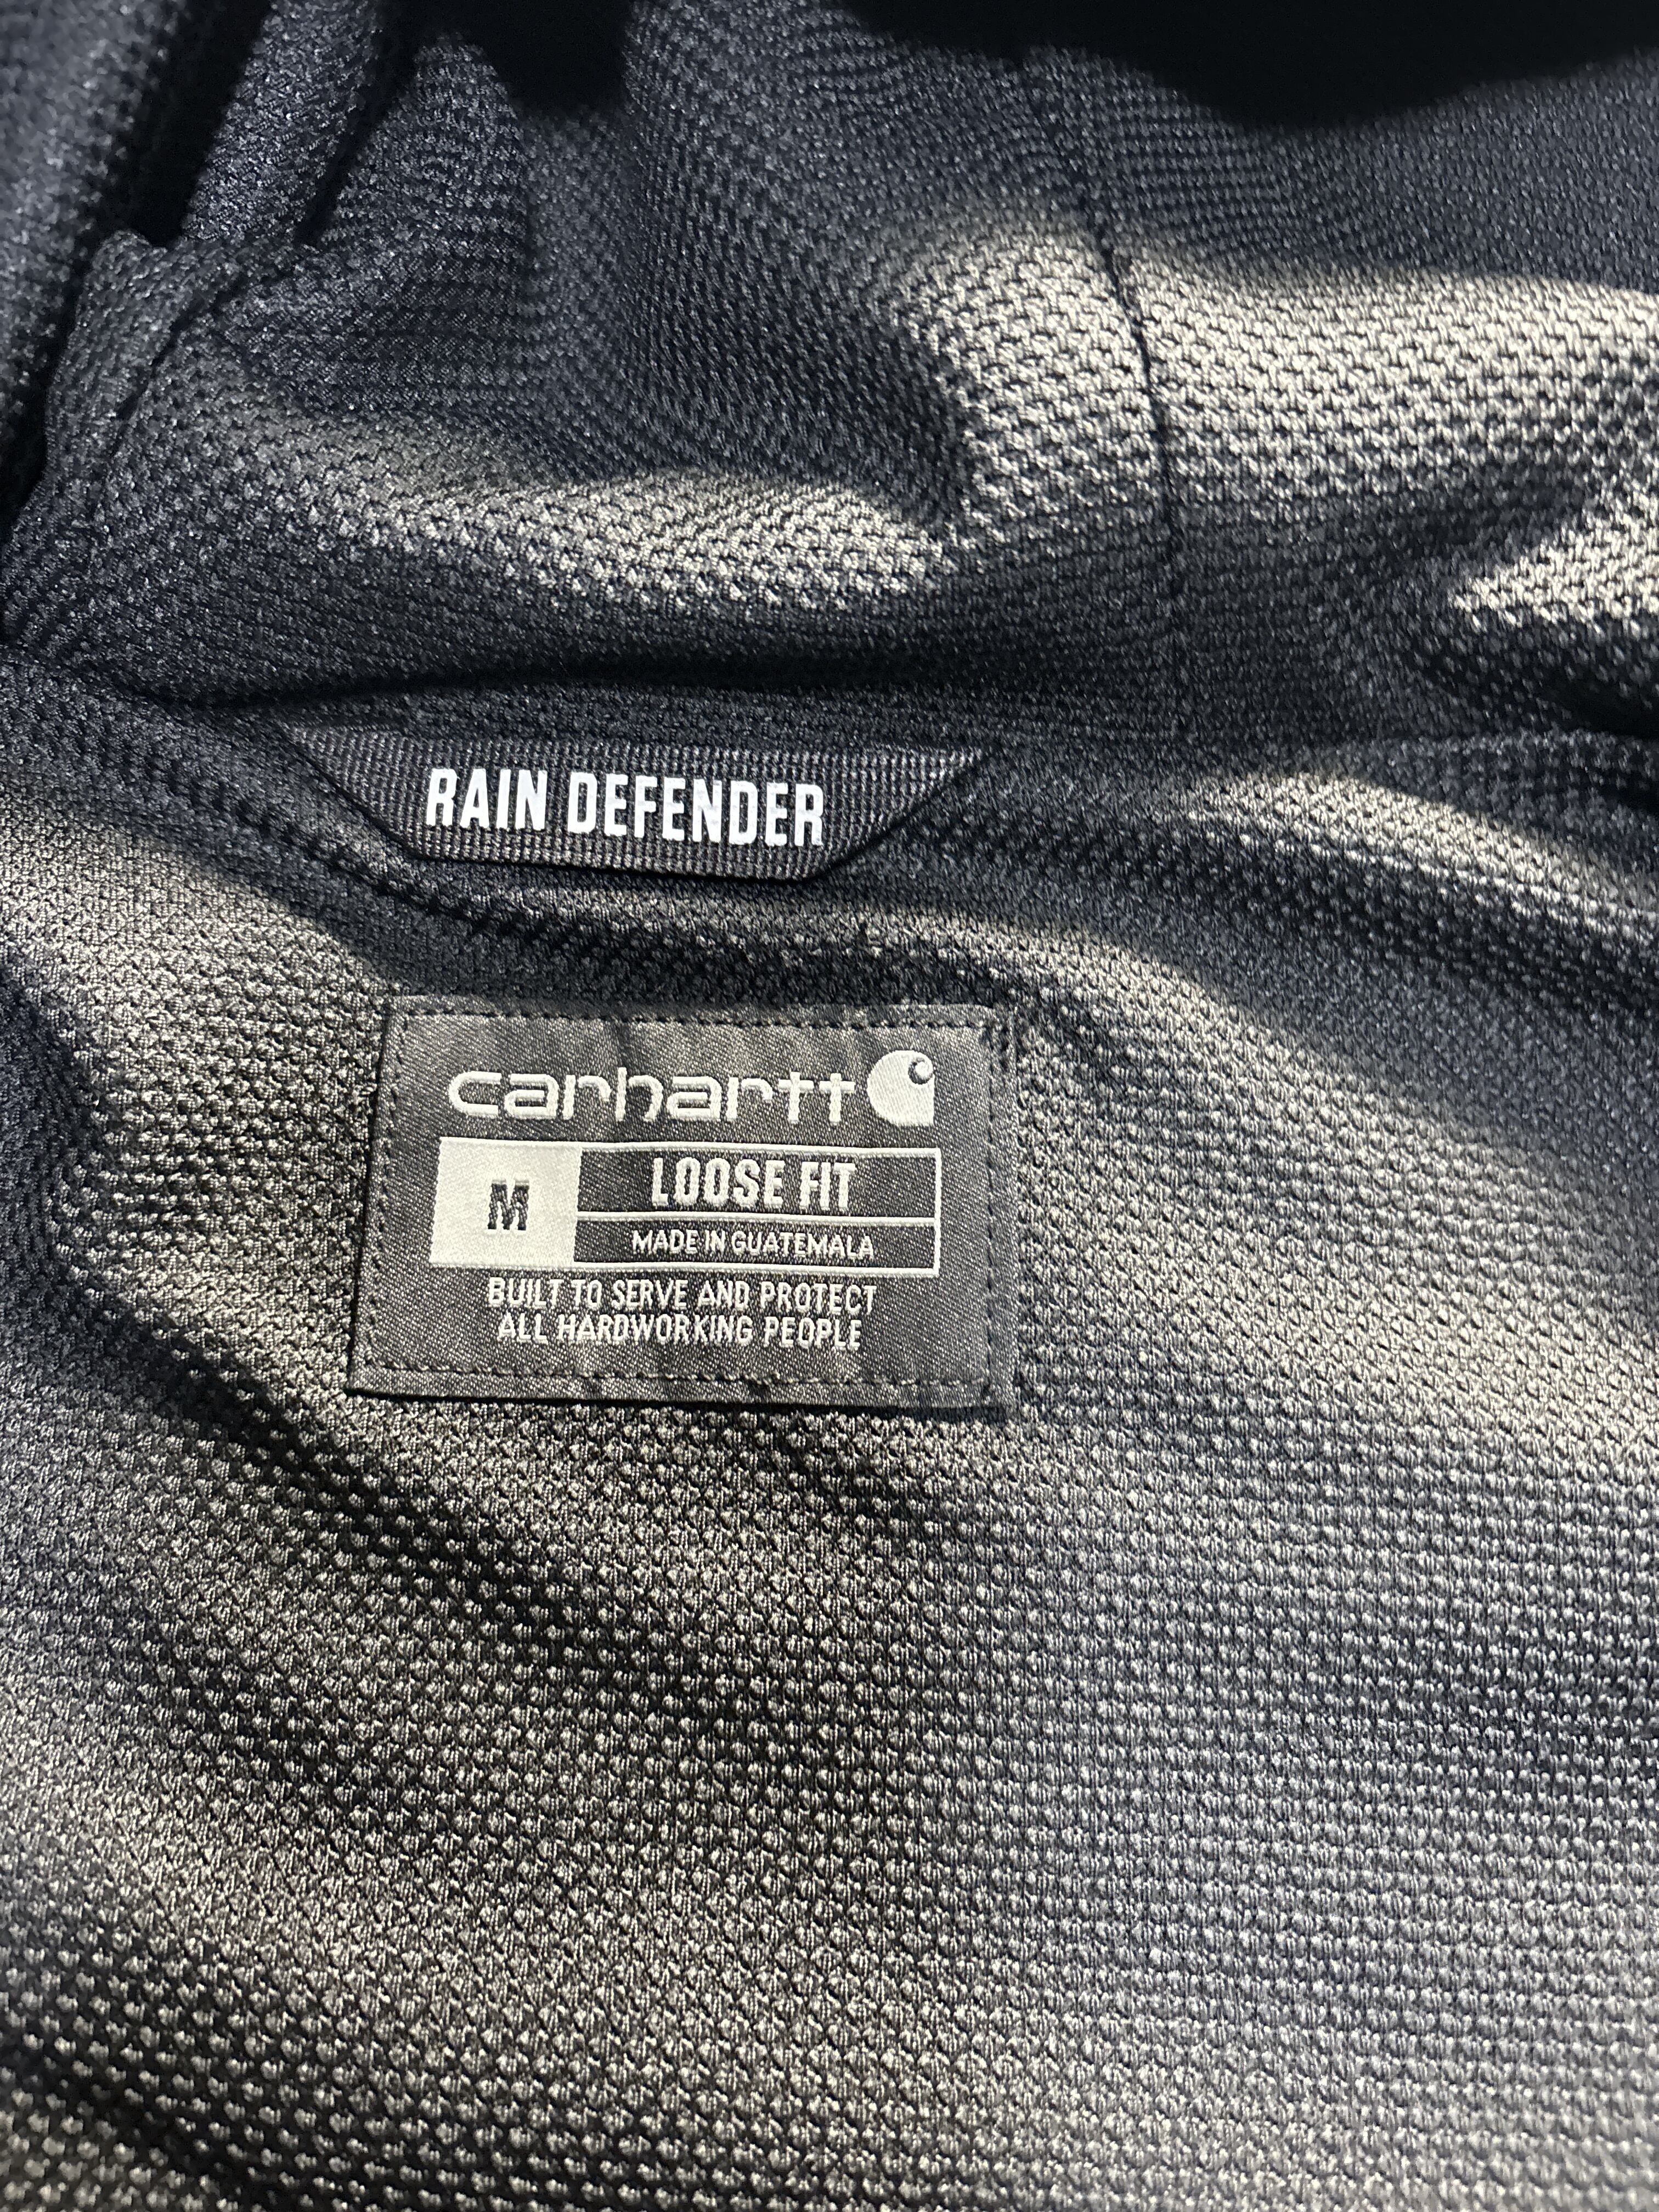 RAIN DEFENDER
carhartt
M
LOOSE FIT
MADE IN GUATEMALA
BUILT TO SERVE AND PROTECT
ALL HARDWORKING PEOPLE